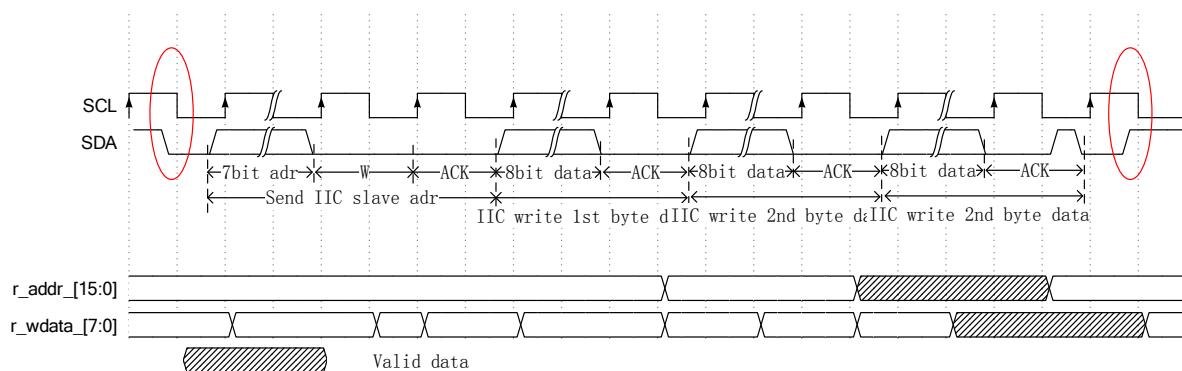 SCL
SDA
7bit adr W ACK 8bit data ACK 8bit data ACK 8bit data ACK
Send IIC slave adr
IIC write 1st byte d IIC write 2nd byte da IIC write 2nd byte data
r_addr_[15:0]
r_wdata_[7:0]
Valid data